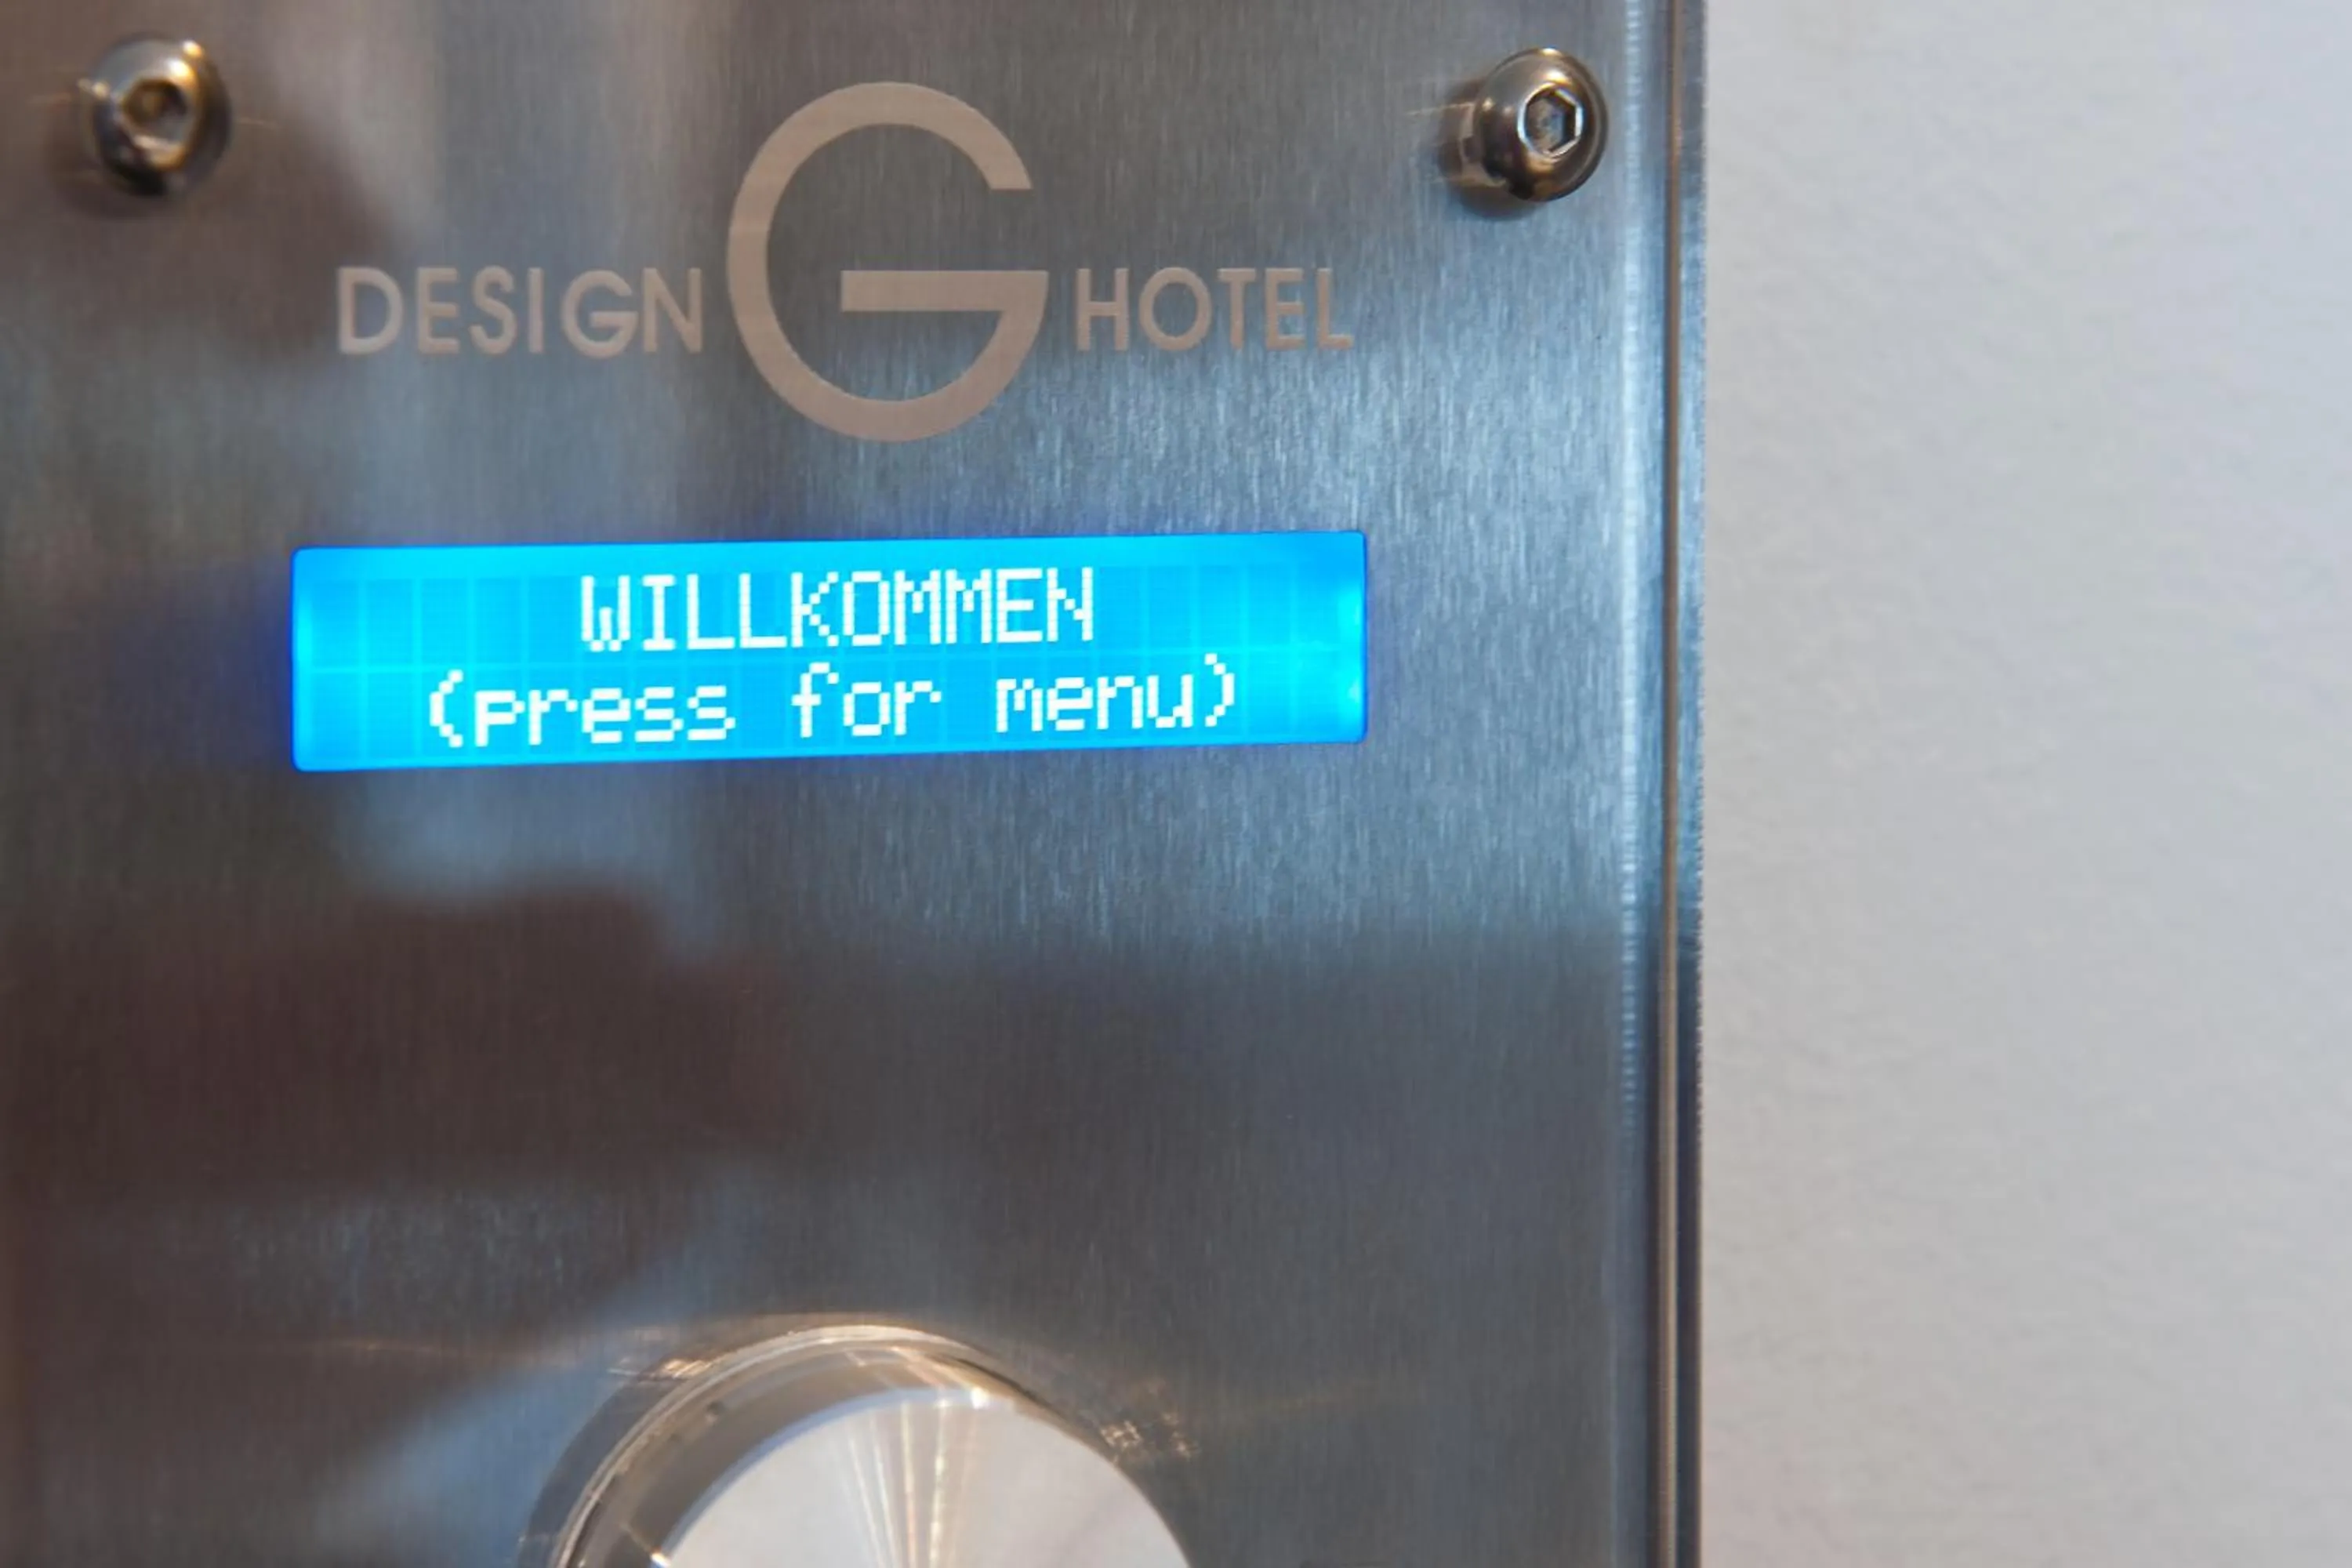 DESIGN G HOTEL
WILLKOMMEN
(press for menu)